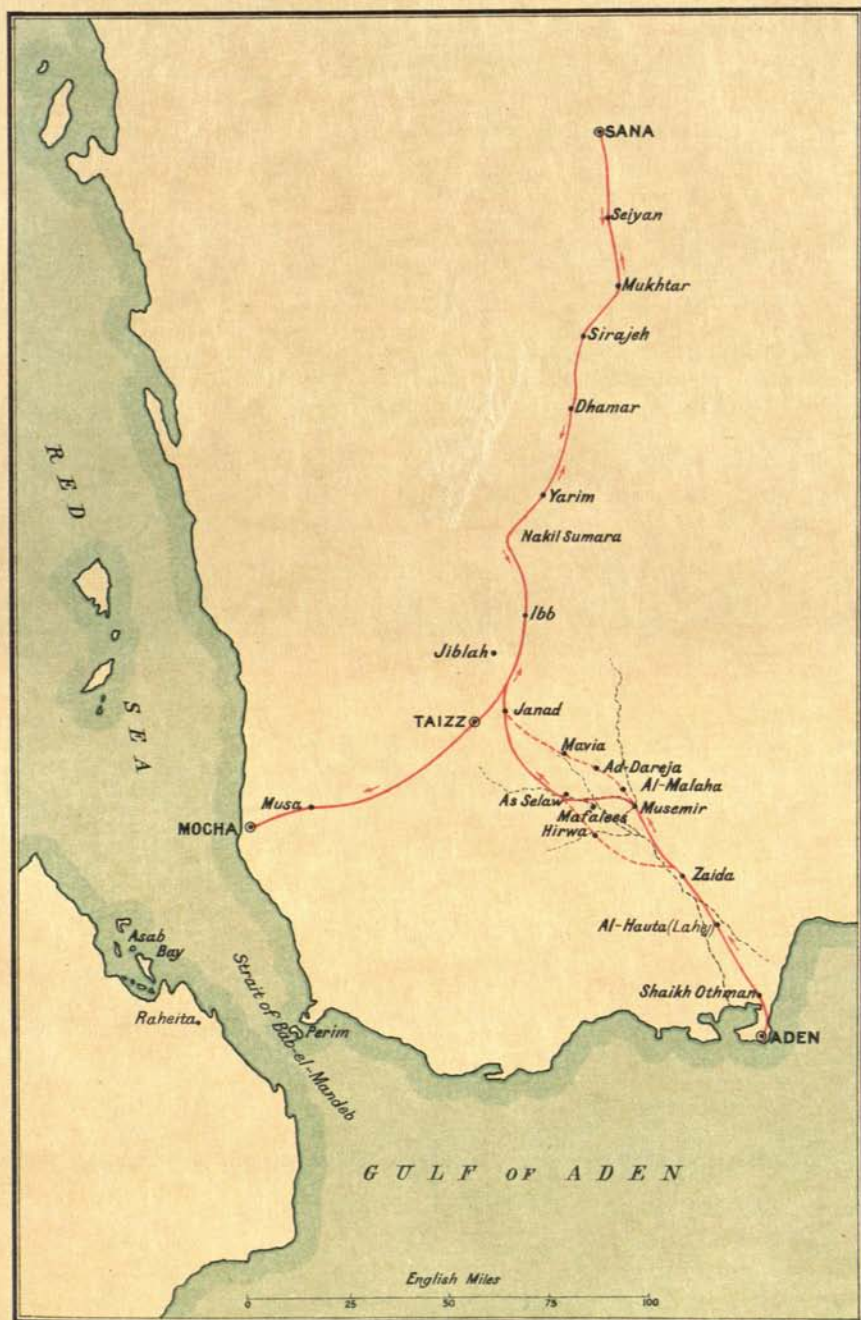 SANA
Seiyan
Mukhtar
Sirajeh
Dhamar
Yarim
Nakil Sumara
Ibb
Jiblah
Janad
TAIZZ
Mavia
Ad-Dareja
Al-Malaha
As Selaw
Musa
Musemir
Mafalees
MOCHA
Hirwa
Zaida
Al-Hauta (Lahej)
Asab
Bay
Shaikh Othman
Raheita
Perim
ADEN
Strait of Bab-el-Mandeb
RED
SEA
GULF OF ADEN
English Miles
0 25 50 75 100